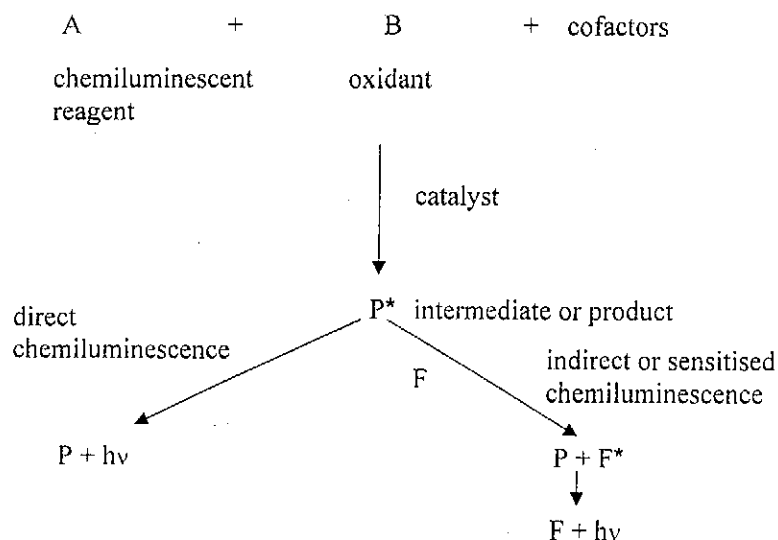 A + B + cofactors
chemiluminescent oxidant
reagent
catalyst
P* intermediate or product
direct
chemiluminescence
indirect or sensitised
F chemiluminescence
P + hν P + F*
F + hν